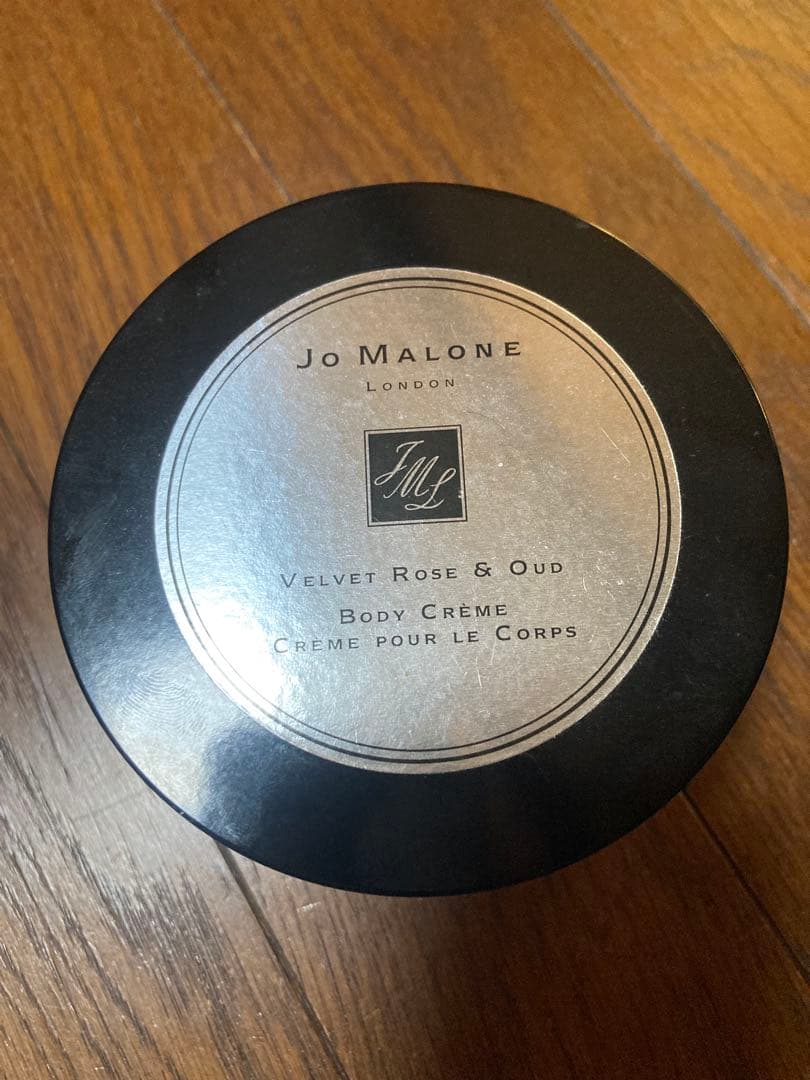 Jo Malone
London
JML
Velvet Rose & Oud
Body Crème
Crème pour le Corps